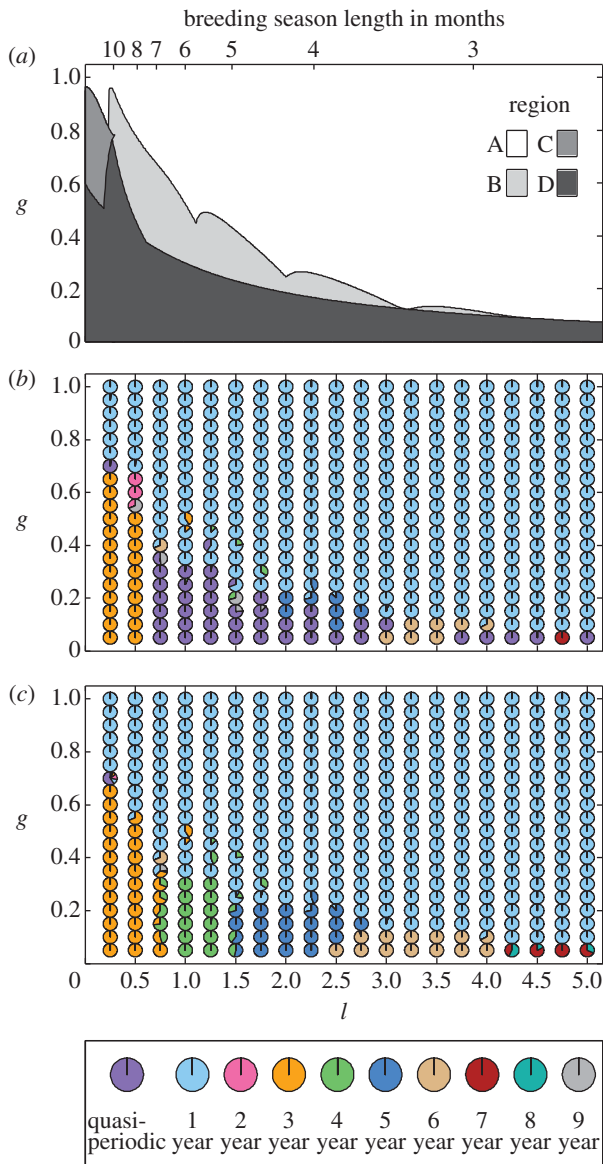 breeding season length in months
10 8 7 6 5 4 3
(a)
1.0
region
0.8
A C
B D
0.6
g
0.4
0.2
0
(b)
1.0
0.8
0.6
g
0.4
0.2
0
(c)
1.0
0.8
0.6
g
0.4
0.2
0 0.5 1.0 1.5 2.0 2.5 3.0 3.5 4.0 4.5 5.0
l
quasi- 1 2 3 4 5 6 7 8 9
periodic year year year year year year year year year